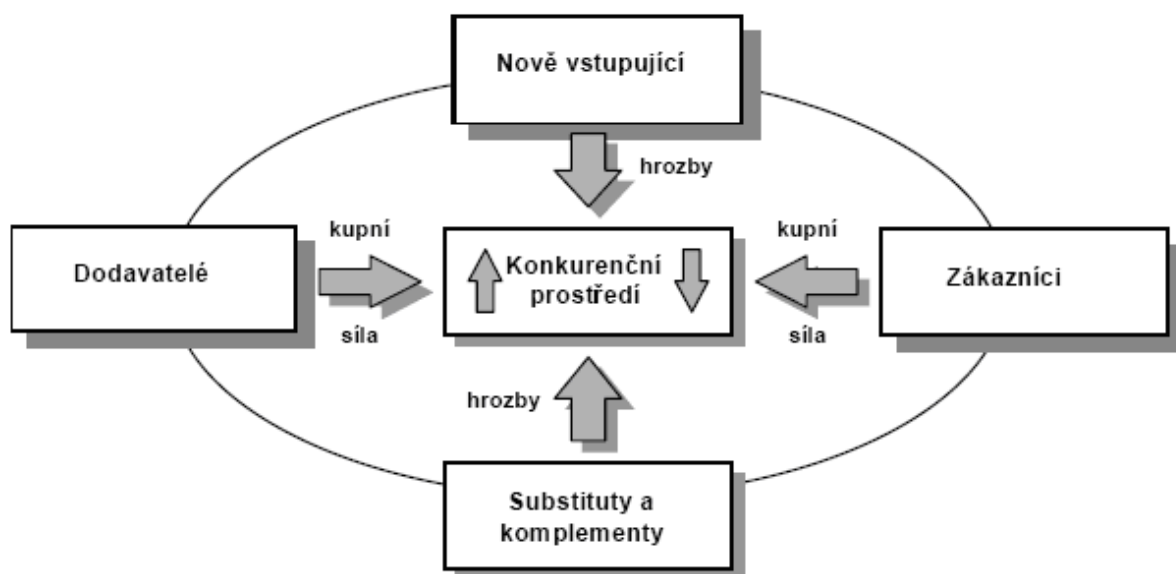 Nově vstupující
hrozby
Dodavatelé
kupní
síla
Konkurenční
prostředí
kupní
síla
Zákazníci
hrozby
Substituty a
komplementy